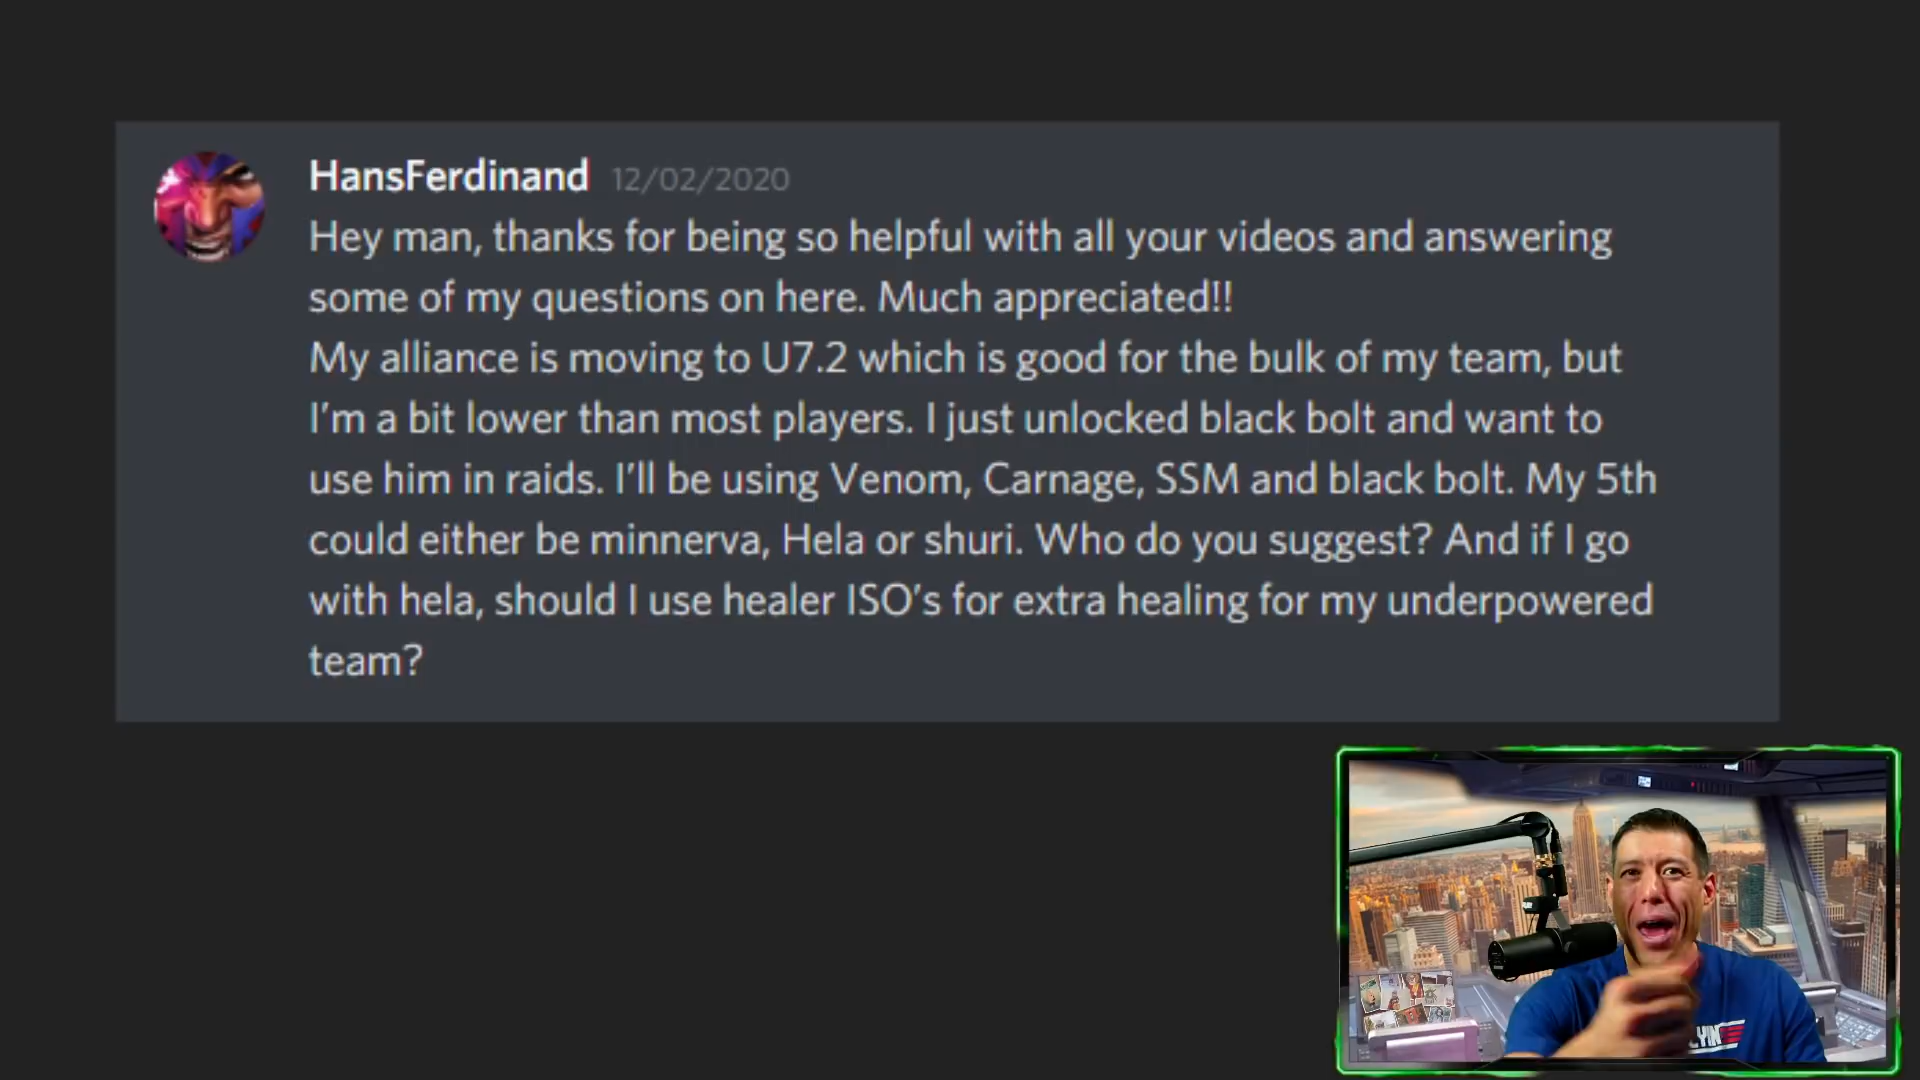 HansFerdinand 12/02/2020
Hey man, thanks for being so helpful with all your videos and answering
some of my questions on here. Much appreciated!!
My alliance is moving to U7.2 which is good for the bulk of my team, but
I'm a bit lower than most players. I just unlocked black bolt and want to
use him in raids. I'll be using Venom, Carnage, SSM and black bolt. My 5th
could either be minnerva, Hela or shuri. Who do you suggest? And if I go
with hela, should I use healer ISO's for extra healing for my underpowered
team?